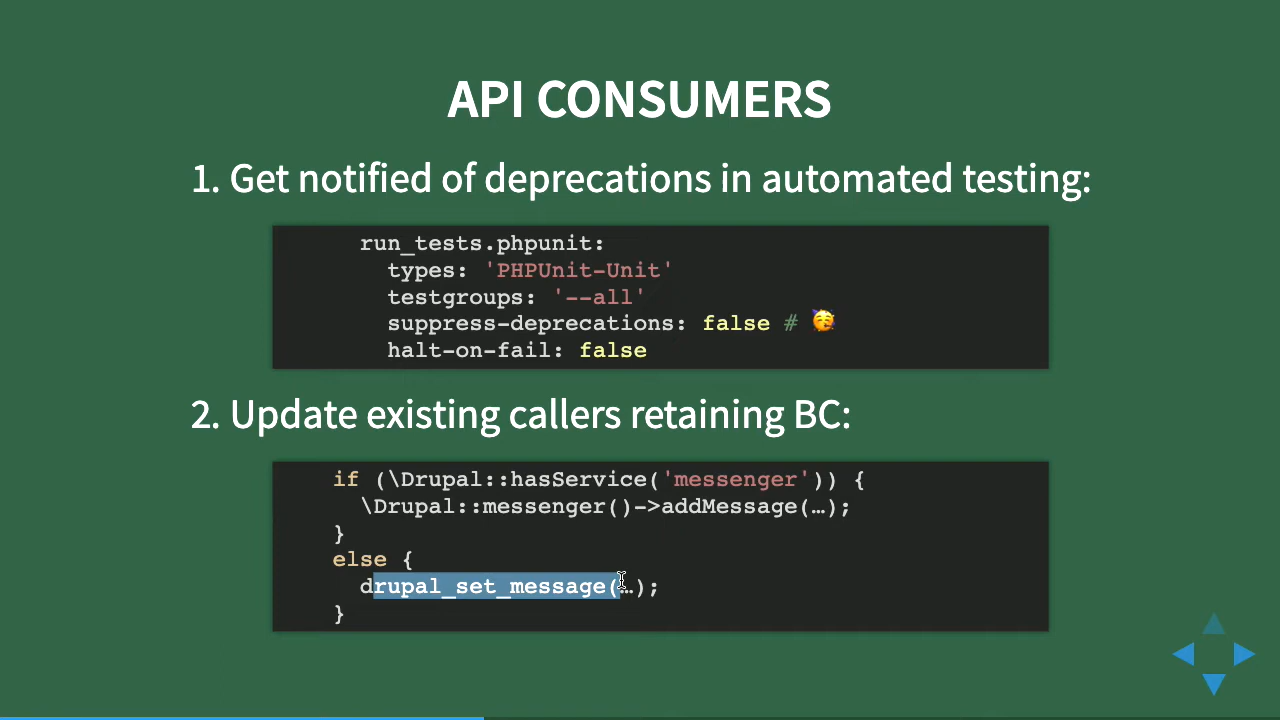 API CONSUMERS
1. Get notified of deprecations in automated testing:
run_tests.phpunit:
types: 'PHPUnit-Unit'
testgroups: '--all'
suppress-deprecations: false # 🥳
halt-on-fail: false
2. Update existing callers retaining BC:
if (\Drupal::hasService('messenger')) {
\Drupal::messenger()->addMessage(…);
}
else {
drupal_set_message(…);
}